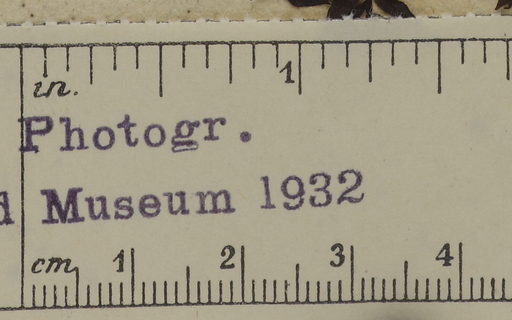 in. 1
Photogr.
Museum 1932
cm 1 2 3 4